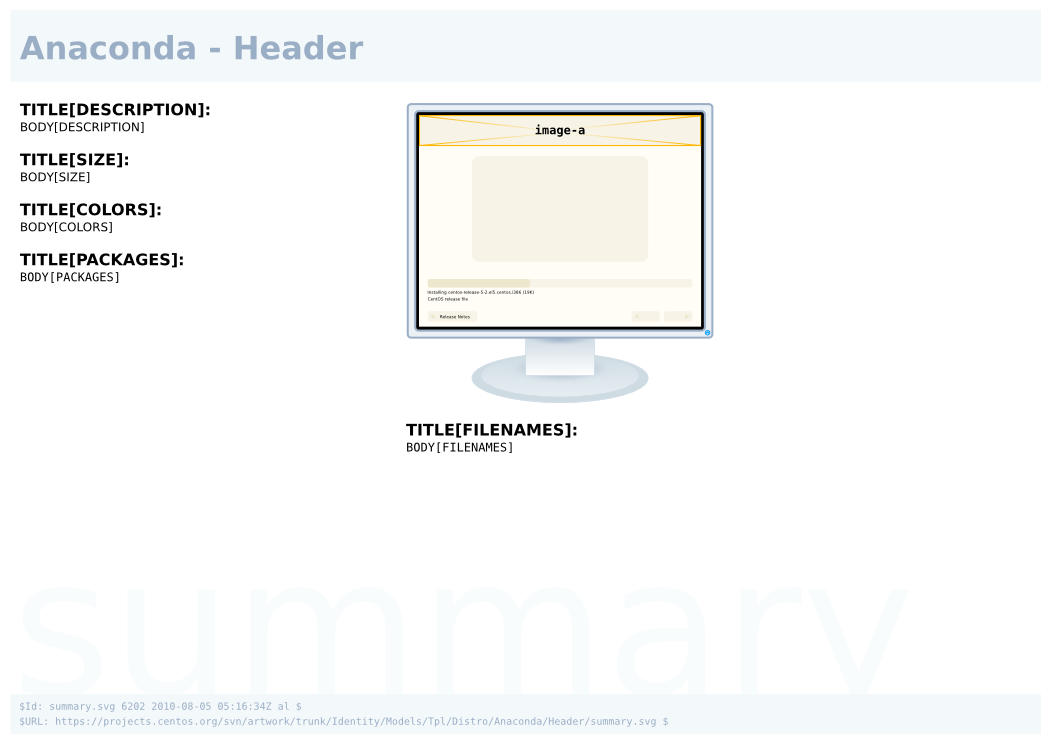 Anaconda - Header
TITLE[DESCRIPTION]:
BODY[DESCRIPTION]
TITLE[SIZE]:
BODY[SIZE]
TITLE[COLORS]:
BODY[COLORS]
TITLE[PACKAGES]:
BODY[PACKAGES]
image-a
Installing centos-release-5-2.el5.centos.i386 (19K)
CentOS release file
Release Notes
TITLE[FILENAMES]:
BODY[FILENAMES]
summary
$Id: summary.svg 6202 2010-08-05 05:16:34Z al $
$URL: https://projects.centos.org/svn/artwork/trunk/Identity/Models/Tpl/Distro/Anaconda/Header/summary.svg $